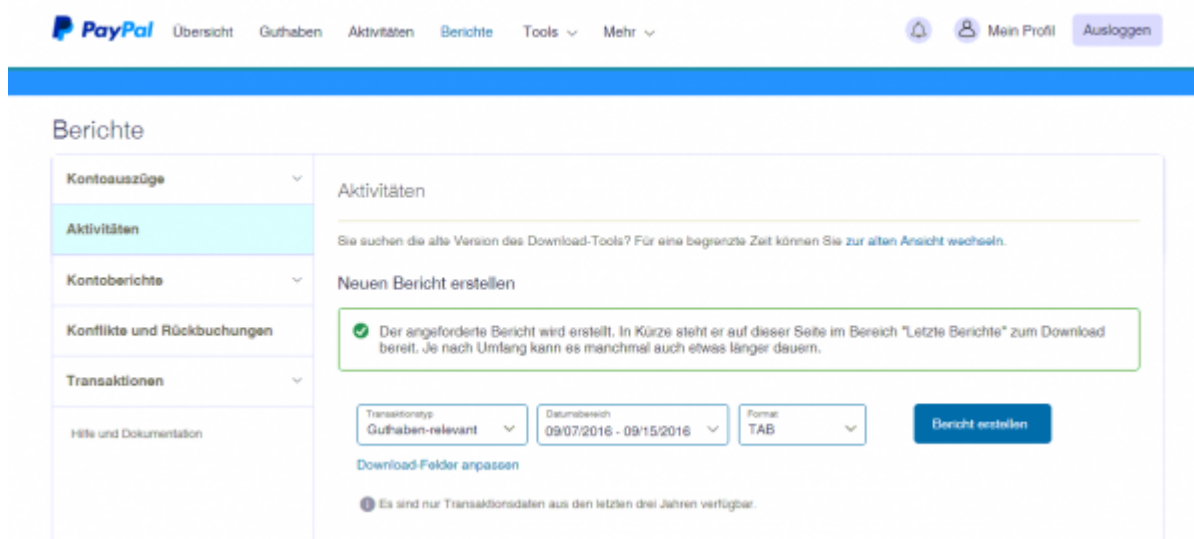 PayPal Übersicht Guthaben Aktivitäten Berichte Tools Mehr Mein Profil Ausloggen
Berichte
Kontoauszüge
Aktivitäten
Kontoberichte
Konflikte und Rückbuchungen
Transaktionen
Hilfe und Dokumentation
Aktivitäten
Sie suchen die alte Version des Download-Tools? Für eine begrenzte Zeit können Sie zur alten Ansicht wechseln.
Neuen Bericht erstellen
Der angeforderte Bericht wird erstellt. In Kürze steht er auf dieser Seite im Bereich "Letzte Berichte" zum Download
bereit. Je nach Umfang kann es manchmal auch etwas länger dauern.
Transaktionstyp Datumsbereich Format
Guthaben-relevant 09/07/2016 - 09/15/2016 TAB Bericht erstellen
Download-Felder anpassen
Es sind nur Transaktionsdaten aus den letzten drei Jahren verfügbar.